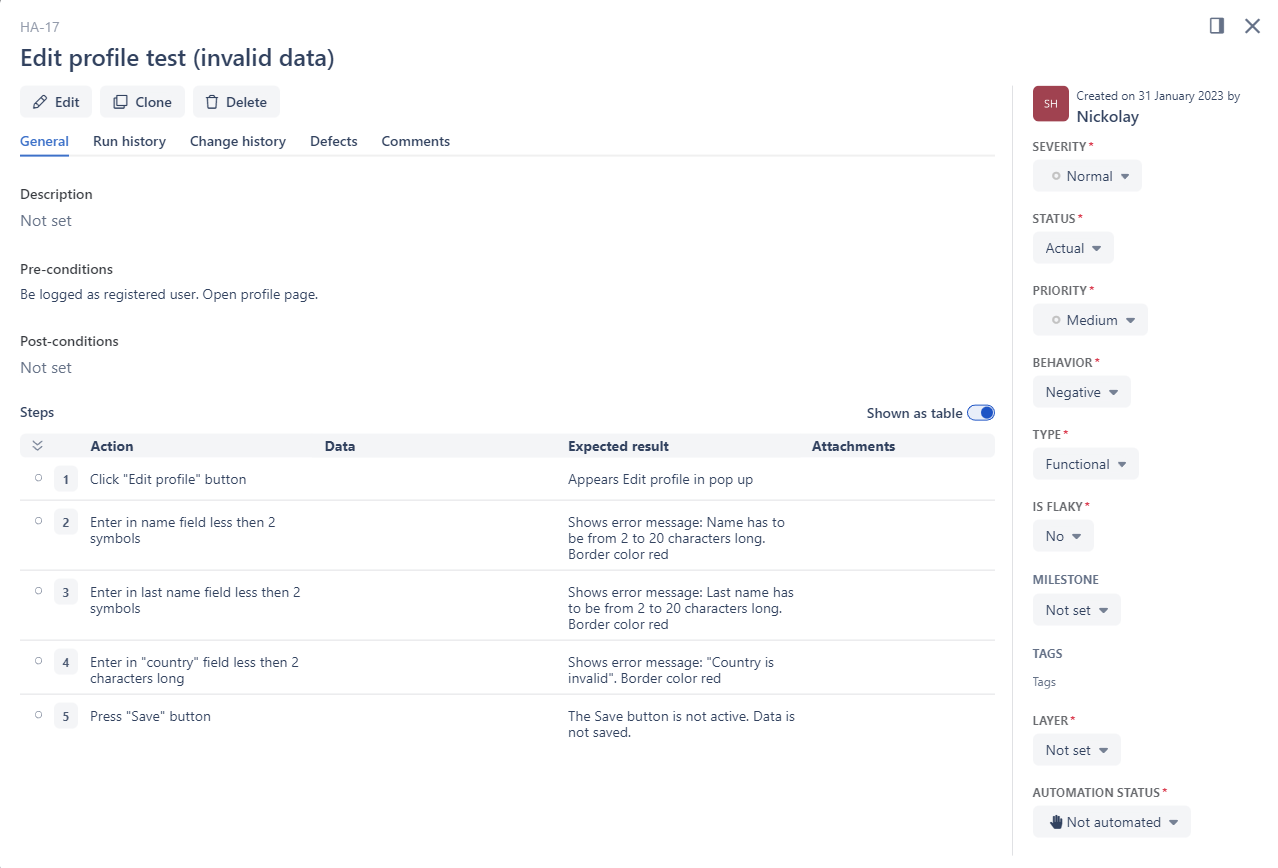 HA-17
Edit profile test (invalid data)
Edit
Clone
Delete
General
Run history
Change history
Defects
Comments
Description
Not set
Pre-conditions
Be logged as registered user. Open profile page.
Post-conditions
Not set
Steps
Shown as table
Action
Data
Expected result
Attachments
1
Click "Edit profile" button
Appears Edit profile in pop up
2
Enter in name field less then 2
symbols
Shows error message: Name has to
be from 2 to 20 characters long.
Border color red
3
Enter in last name field less then 2
symbols
Shows error message: Last name has
to be from 2 to 20 characters long.
Border color red
4
Enter in "country" field less then 2
characters long
Shows error message: "Country is
invalid". Border color red
5
Press "Save" button
The Save button is not active. Data is
not saved.
SH
Created on 31 January 2023 by
Nickolay
SEVERITY*
Normal
STATUS*
Actual
PRIORITY*
Medium
BEHAVIOR*
Negative
TYPE*
Functional
IS FLAKY*
No
MILESTONE
Not set
TAGS
Tags
LAYER*
Not set
AUTOMATION STATUS*
Not automated